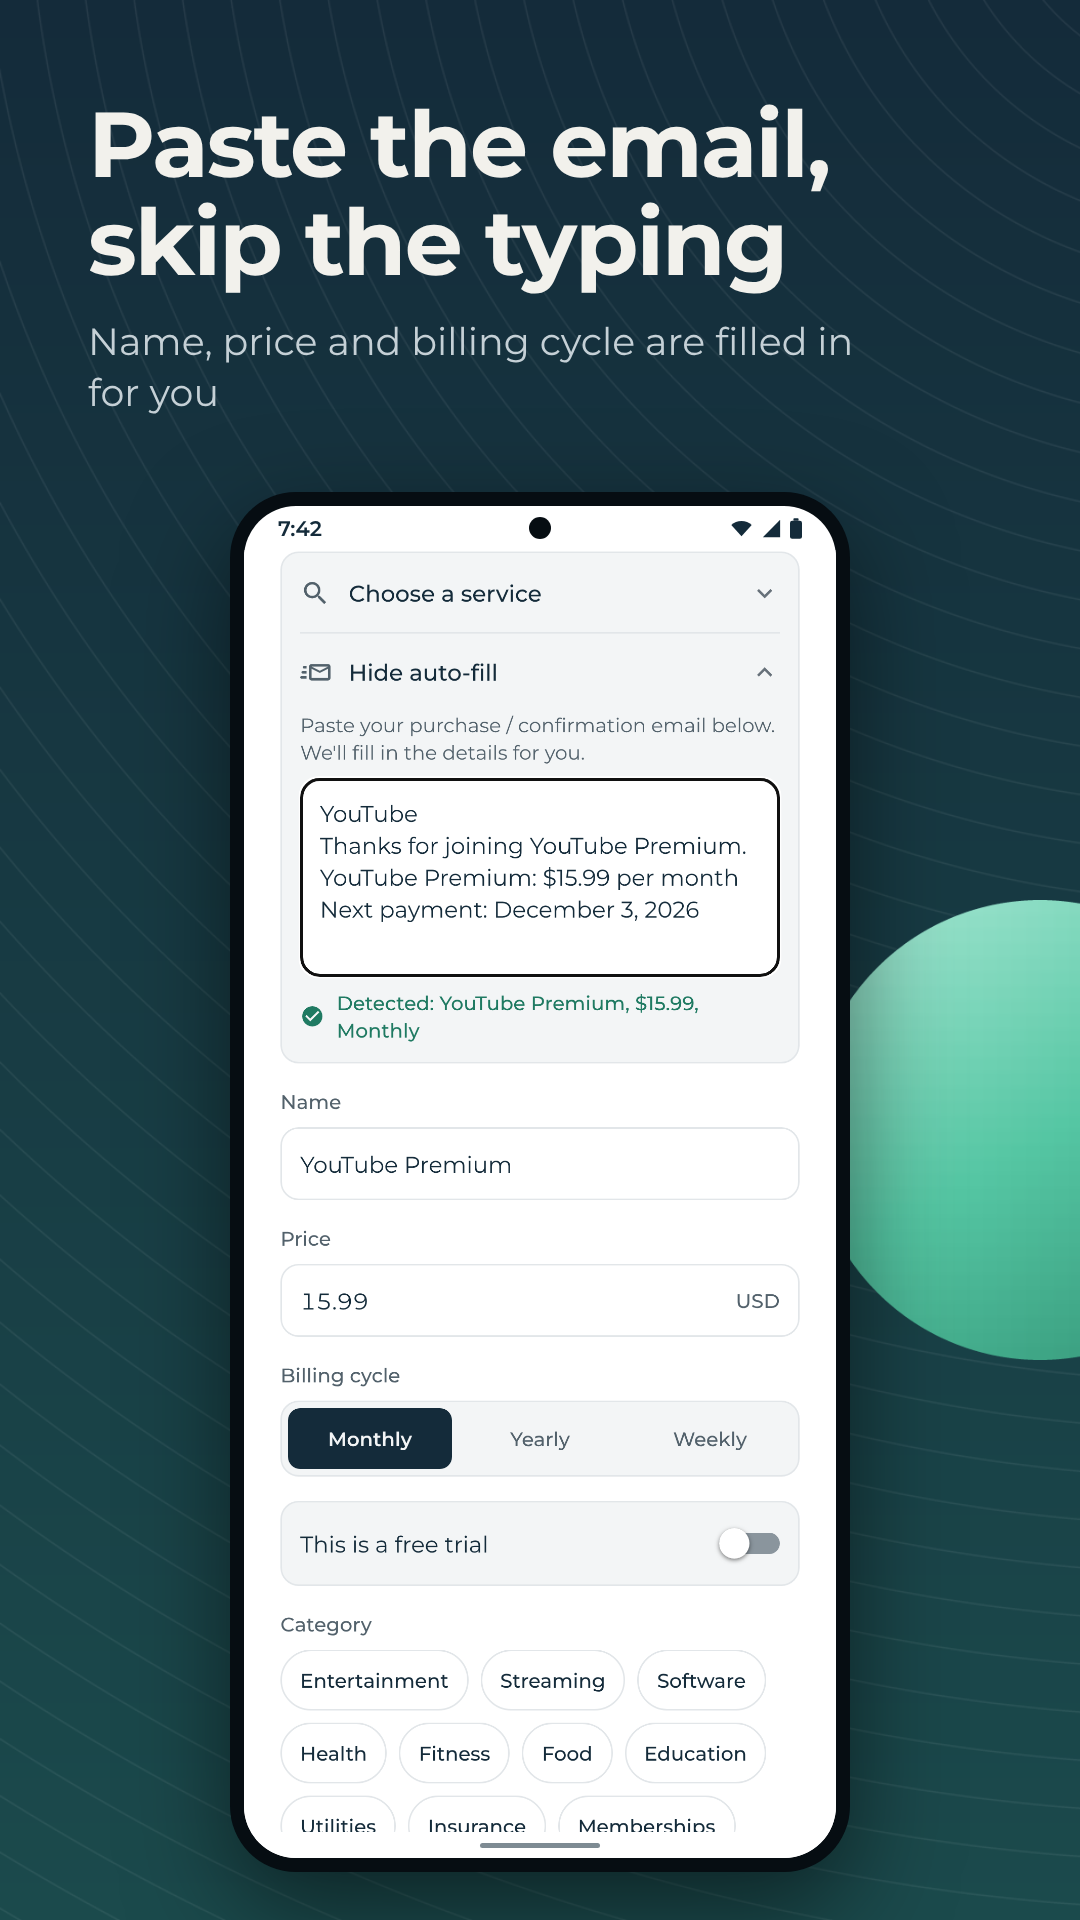 Paste the email,
skip the typing
Name, price and billing cycle are filled in
for you
7:42
Choose a service
Hide auto-fill
Paste your purchase / confirmation email below.
We'll fill in the details for you.
YouTube
Thanks for joining YouTube Premium.
YouTube Premium: $15.99 per month
Next payment: December 3, 2026
Detected: YouTube Premium, $15.99,
Monthly
Name
YouTube Premium
Price
15.99 USD
Billing cycle
Monthly Yearly Weekly
This is a free trial
Category
Entertainment Streaming Software
Health Fitness Food Education
Utilities Insurance Memberships